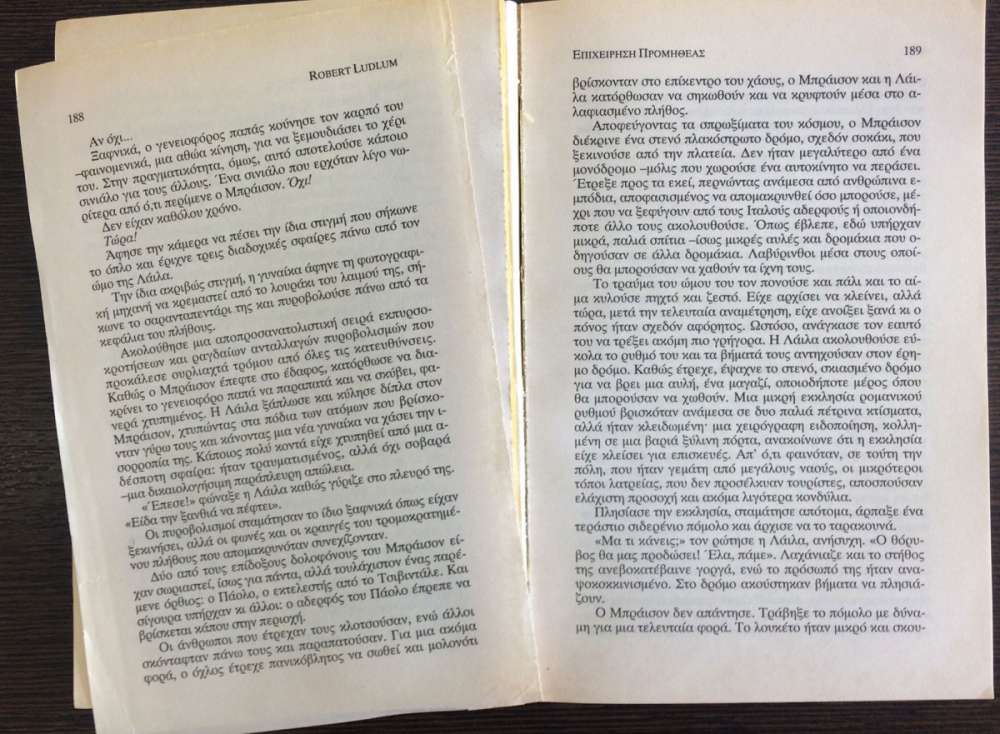 188
ROBERT LUDLUM
Αν όχι...
Ξαφνικά, ο γενειοφόρος παπάς κούνησε τον καρπό του
–φαινομενικά, μια αθώα κίνηση, για να ξεμουδιάσει το χέρι
του. Στην πραγματικότητα, όμως, αυτό αποτελούσε κάποιο
σινιάλο για τους άλλους. Ένα σινιάλο που ερχόταν λίγο νω-
ρίτερα από ό,τι περίμενε ο Μπράισον. Όχι!
Δεν είχαν καθόλου χρόνο.
Τώρα!
Άφησε την κάμερα να πέσει την ίδια στιγμή που σήκωνε
το όπλο και έριχνε τρεις διαδοχικές σφαίρες πάνω από τον
ώμο της Λάιλα.
Την ίδια ακριβώς στιγμή, η γυναίκα άφηνε τη φωτογραφι-
κή μηχανή να κρεμαστεί από το λουράκι του λαιμού της, σή-
κωνε το σαρανταπεντάρι της και πυροβολούσε πάνω από τα
κεφάλια του πλήθους.
Ακολούθησε μια αποπροσανατολιστική σειρά εκπυρσο-
κροτήσεων και ραγδαίων ανταλλαγών πυροβολισμών που
προκάλεσε ουρλιαχτά τρόμου από όλες τις κατευθύνσεις.
Καθώς ο Μπράισον έπεφτε στο έδαφος, κατόρθωσε να δια-
κρίνει το γενειοφόρο παπά να παραπατά και να σκύβει, φα-
νερά χτυπημένος. Η Λάιλα ξάπλωσε και κύλησε δίπλα στον
Μπράισον, χτυπώντας στα πόδια των ατόμων που βρίσκο-
νταν γύρω τους και κάνοντας μια νέα γυναίκα να χάσει την ι-
σορροπία της. Κάποιος πολύ κοντά είχε χτυπηθεί από μια α-
δέσποτη σφαίρα: ήταν τραυματισμένος, αλλά όχι σοβαρά
–μια δικαιολογήσιμη παράπλευρη απώλεια.
«Έπεσε!» φώναξε η Λάιλα καθώς γύριζε στο πλευρό της.
«Είδα την ξανθιά να πέφτει».
Οι πυροβολισμοί σταμάτησαν το ίδιο ξαφνικά όπως είχαν
ξεκινήσει, αλλά οι φωνές και οι κραυγές του τρομοκρατημέ-
νου πλήθους που απομακρυνόταν συνεχίζονταν.
Δύο από τους επίδοξους δολοφόνους του Μπράισον εί-
χαν σωριαστεί, ίσως για πάντα, αλλά τουλάχιστον ένας παρέ-
μενε όρθιος: ο Πάολο, ο εκτελεστής από το Τσιβιντάλε. Και
σίγουρα υπήρχαν κι άλλοι: ο αδερφός του Πάολο έπρεπε να
βρίσκεται κάπου στην περιοχή.
Οι άνθρωποι που έτρεχαν τους κλοτσούσαν, ενώ άλλοι
σκόνταφταν πάνω τους και παραπατούσαν. Για μια ακόμα
φορά, ο όχλος έτρεχε πανικόβλητος να σωθεί και μολονότι
ΕΠΙΧΕΙΡΗΣΗ ΠΡΟΜΗΘΕΑΣ
189
βρίσκονταν στο επίκεντρο του χάους, ο Μπράισον και η Λάι-
λα κατόρθωσαν να σηκωθούν και να κρυφτούν μέσα στο α-
λαφιασμένο πλήθος.
Αποφεύγοντας τα σπρωξίματα του κόσμου, ο Μπράισον
διέκρινε ένα στενό πλακόστρωτο δρόμο, σχεδόν σοκάκι, που
ξεκινούσε από την πλατεία. Δεν ήταν μεγαλύτερο από ένα
μονόδρομο –μόλις που χωρούσε ένα αυτοκίνητο να περάσει.
Έτρεξε προς τα εκεί, περνώντας ανάμεσα από ανθρώπινα ε-
μπόδια, αποφασισμένος να απομακρυνθεί όσο μπορούσε, μέ-
χρι που να ξεφύγουν από τους Ιταλούς αδερφούς ή οποιονδή-
ποτε άλλο τους ακολουθούσε. Όπως έβλεπε, εδώ υπήρχαν
μικρά, παλιά σπίτια –ίσως μικρές αυλές και δρομάκια που ο-
δηγούσαν σε άλλα δρομάκια. Λαβύρινθοι μέσα στους οποί-
ους θα μπορούσαν να χαθούν τα ίχνη τους.
Το τραύμα του ώμου του τον πονούσε και πάλι και το αί-
μα κυλούσε πηχτό και ζεστό. Είχε αρχίσει να κλείνει, αλλά
τώρα, μετά την τελευταία αναμέτρηση, είχε ανοίξει ξανά κι ο
πόνος ήταν σχεδόν αφόρητος. Ωστόσο, ανάγκασε τον εαυτό
του να τρέξει ακόμη πιο γρήγορα. Η Λάιλα ακολουθούσε εύ-
κολα το ρυθμό του και τα βήματά τους αντηχούσαν στον έρη-
μο δρόμο. Καθώς έτρεχε, έψαχνε το στενό, σκιασμένο δρόμο
για να βρει μια αυλή, ένα μαγαζί, οποιοδήποτε μέρος όπου
θα μπορούσαν να χωθούν. Μια μικρή εκκλησία ρομανικού
ρυθμού βρισκόταν ανάμεσα σε δυο παλιά πέτρινα κτίσματα,
αλλά ήταν κλειδωμένη· μια χειρόγραφη ειδοποίηση, κολλη-
μένη σε μια βαριά ξύλινη πόρτα, ανακοίνωνε ότι η εκκλησία
είχε κλείσει για επισκευές. Απ' ό,τι φαινόταν, σε τούτη την
πόλη, που ήταν γεμάτη από μεγάλους ναούς, οι μικρότεροι
τόποι λατρείας, που δεν προσέλκυαν τουρίστες, αποσπούσαν
ελάχιστη προσοχή και ακόμα λιγότερα κονδύλια.
Πλησίασε την εκκλησία, σταμάτησε απότομα, άρπαξε ένα
τεράστιο σιδερένιο πόμολο και άρχισε να το ταρακουνά.
«Μα τι κάνεις;» τον ρώτησε η Λάιλα, ανήσυχη. «Ο θόρυ-
βος θα μας προδώσει! Έλα, πάμε». Λαχάνιαζε και το στήθος
της ανεβοκατέβαινε γοργά, ενώ το πρόσωπό της ήταν ανα-
ψοκοκκινισμένο. Στο δρόμο ακούστηκαν βήματα να πλησιά-
ζουν.
Ο Μπράισον δεν απάντησε. Τράβηξε το πόμολο με δύνα-
μη για μια τελευταία φορά. Το λουκέτο ήταν μικρό και σκου-